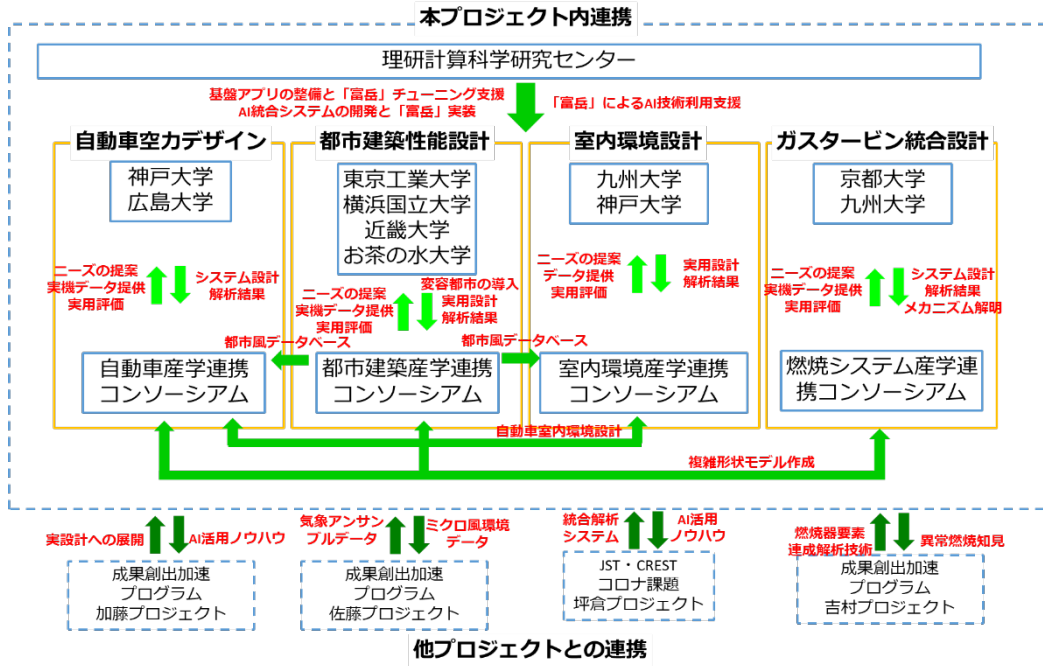 本プロジェクト内連携
理研計算科学研究センター
基盤アプリの整備と「富岳」チューニング支援
AI統合システムの開発と「富岳」実装
「富岳」によるAI技術利用支援
自動車空力デザイン
神戸大学
広島大学
ニーズの提案
実機データ提供
実用評価
システム設計
解析結果
自動車産学連携
コンソーシアム
都市建築性能設計
東京工業大学
横浜国立大学
近畿大学
お茶の水大学
ニーズの提案
実機データ提供
実用評価
変容都市の導入
実用設計
解析結果
都市風データベース
都市風データベース
都市建築産学連携
コンソーシアム
室内環境設計
九州大学
神戸大学
ニーズの提案
データ提供
実用評価
実用設計
解析結果
室内環境産学連携
コンソーシアム
ガスタービン統合設計
京都大学
九州大学
ニーズの提案
実機データ提供
実用評価
システム設計
解析結果
メカニズム解明
燃焼システム産学連
携コンソーシアム
自動車室内環境設計
複雑形状モデル作成
実設計への展開
AI活用ノウハウ
成果創出加速
プログラム
加藤プロジェクト
気象アンサン
ブルデータ
ミクロ風環境
データ
成果創出加速
プログラム
佐藤プロジェクト
統合解析
システム
AI活用
ノウハウ
JST・CREST
コロナ課題
坪倉プロジェクト
燃焼器要素
連成解析技術
異常燃焼知見
成果創出加速
プログラム
吉村プロジェクト
他プロジェクトとの連携